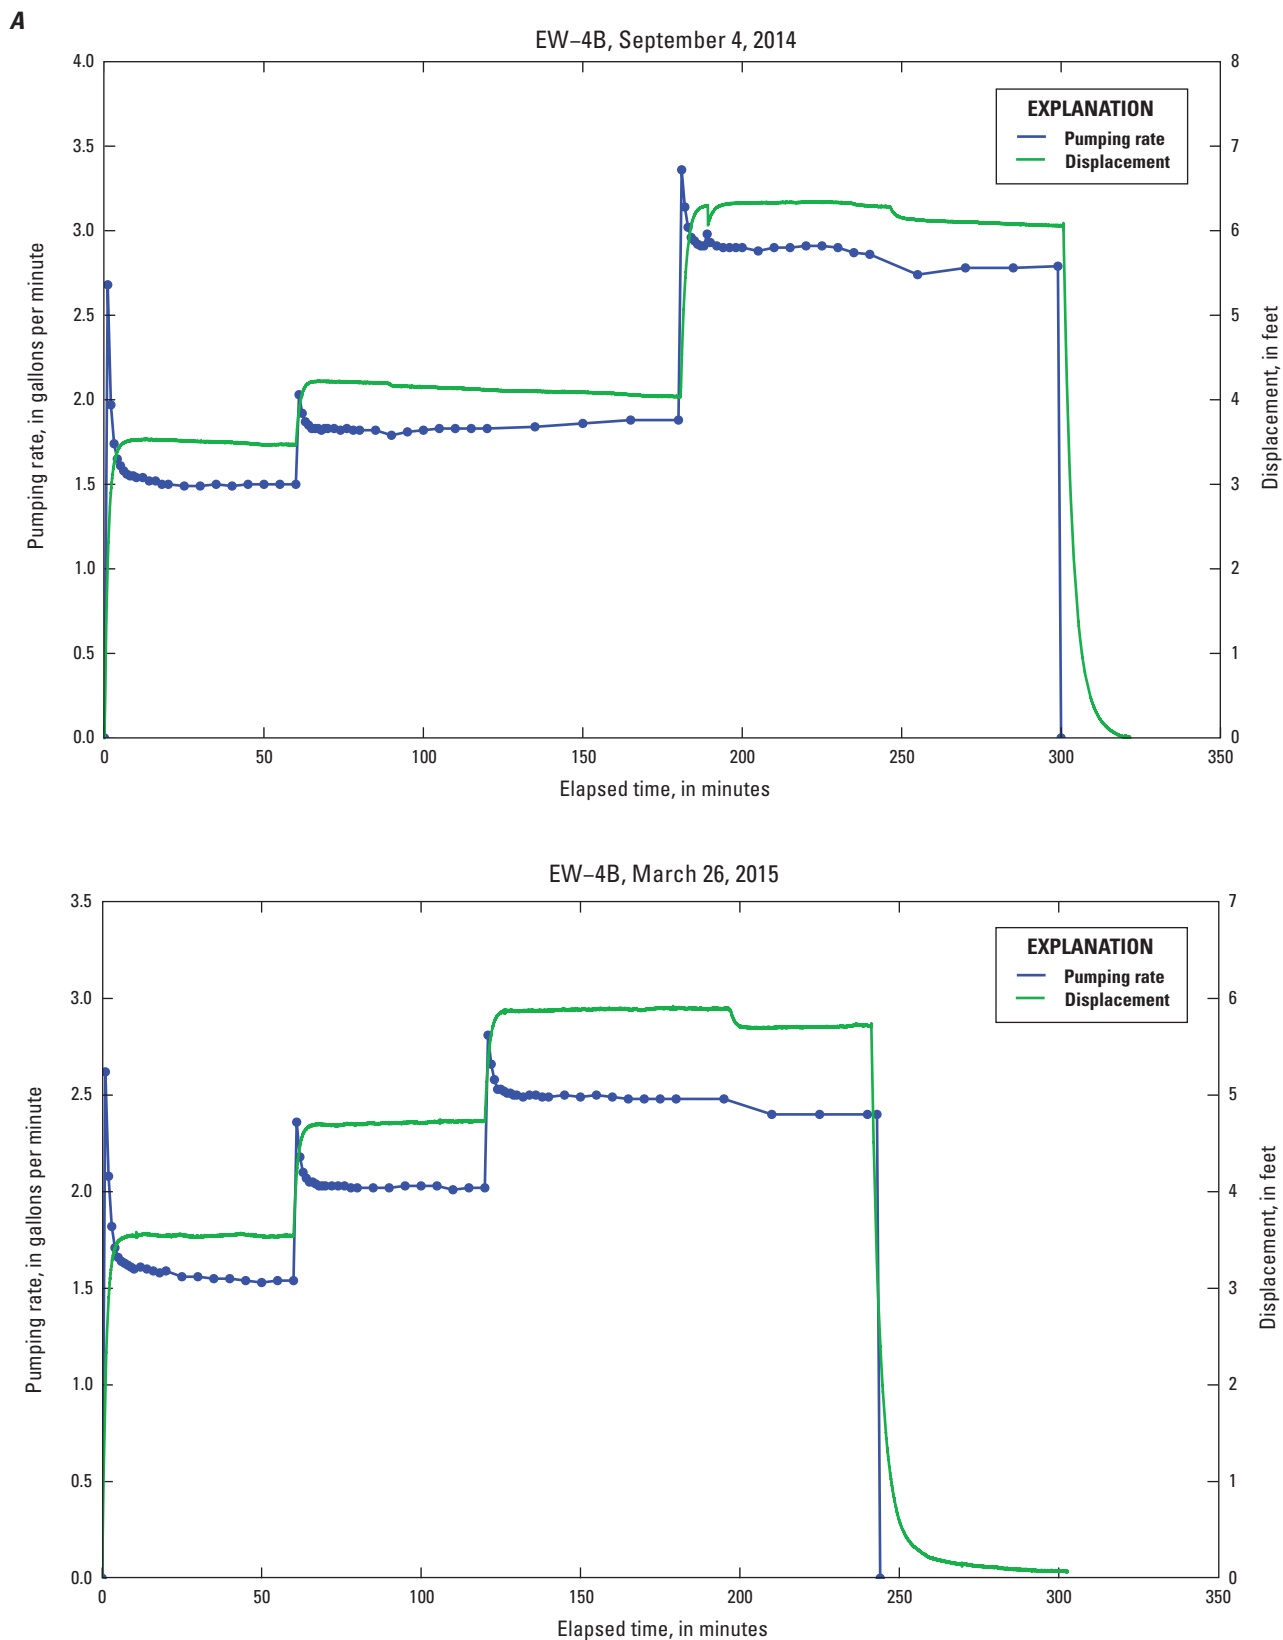 A
EW–4B, September 4, 2014
4.0
3.5
3.0
2.5
2.0
1.5
1.0
0.5
0.0
Pumping rate, in gallons per minute
8
7
6
5
4
3
2
1
0
Displacement, in feet
EXPLANATION
Pumping rate
Displacement
0 50 100 150 200 250 300 350
Elapsed time, in minutes
EW–4B, March 26, 2015
3.5
3.0
2.5
2.0
1.5
1.0
0.5
0.0
Pumping rate, in gallons per minute
7
6
5
4
3
2
1
0
Displacement, in feet
EXPLANATION
Pumping rate
Displacement
0 50 100 150 200 250 300 350
Elapsed time, in minutes